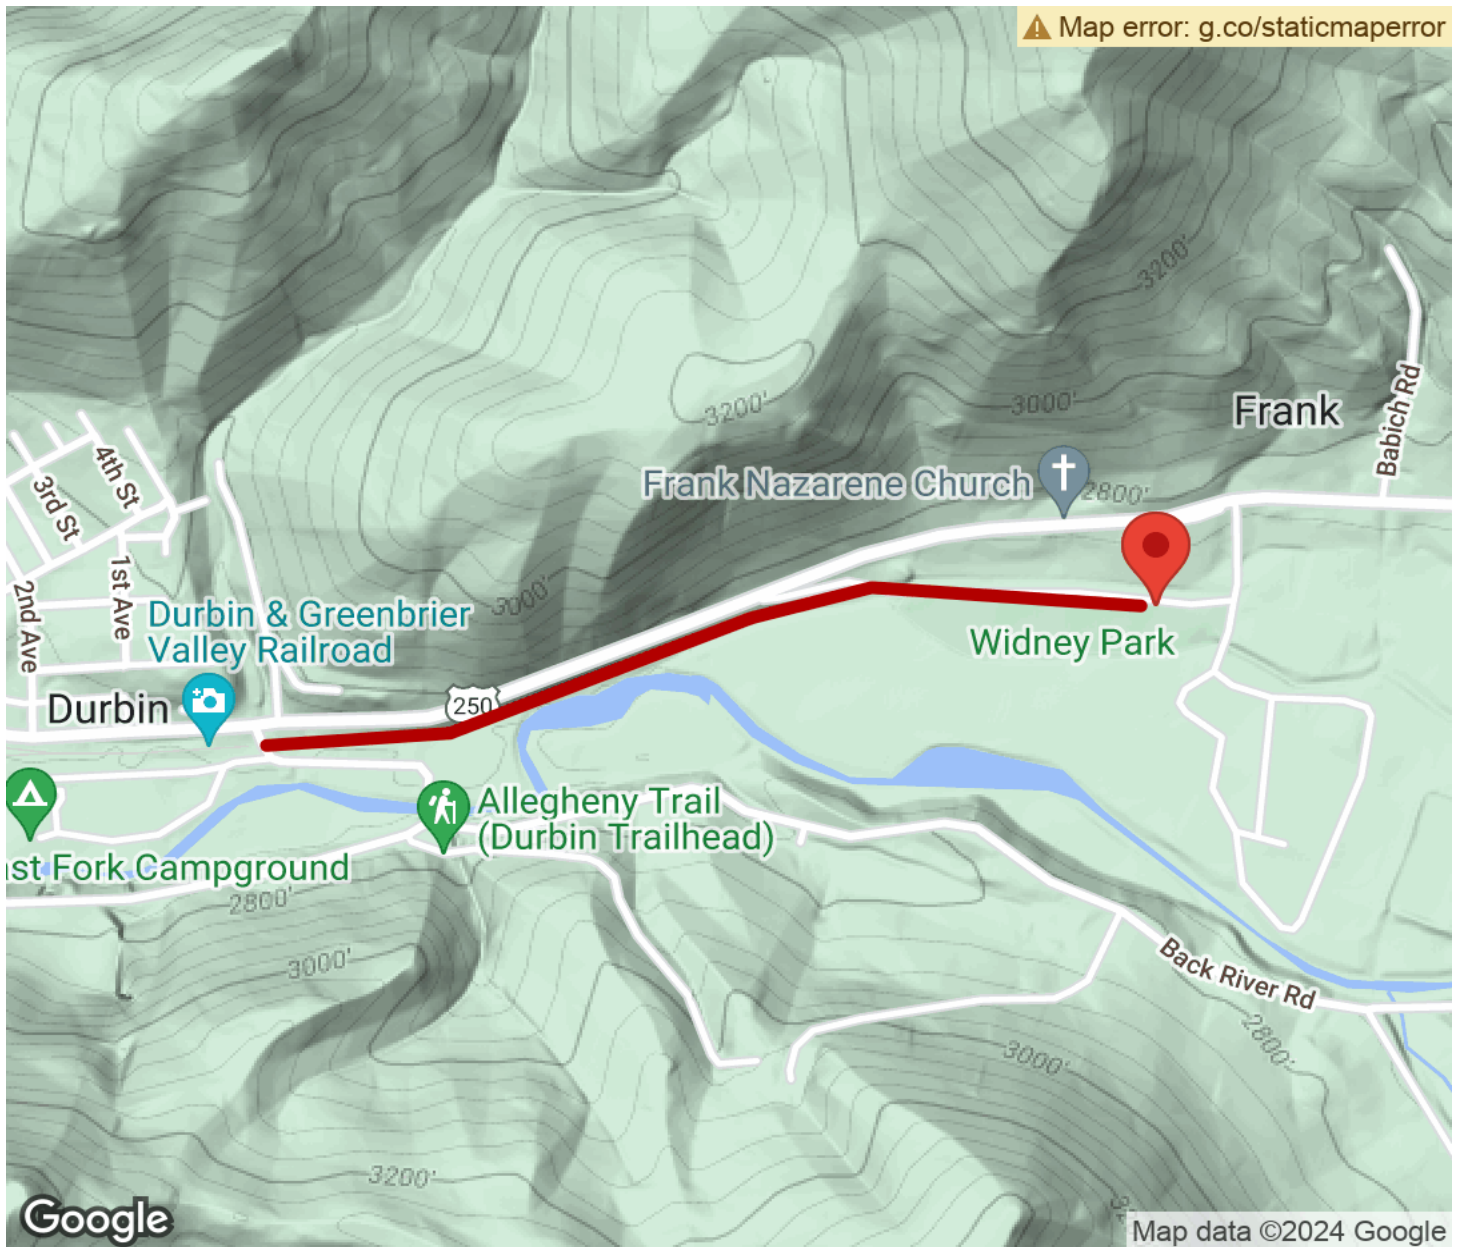 Map error: g.co/staticmaperror
3200'
Babich Rd
3000'
3200'
Frank
4th St
3rd St
Frank Nazarene Church
2800'
3000'
1st Ave
2nd Ave
Durbin & Greenbrier
Valley Railroad
Widney Park
Durbin
250
Allegheny Trail
(Durbin Trailhead)
st Fork Campground
2800'
3000'
Back River Rd
2800'
3000'
3200'
Google
Map data ©2024 Google